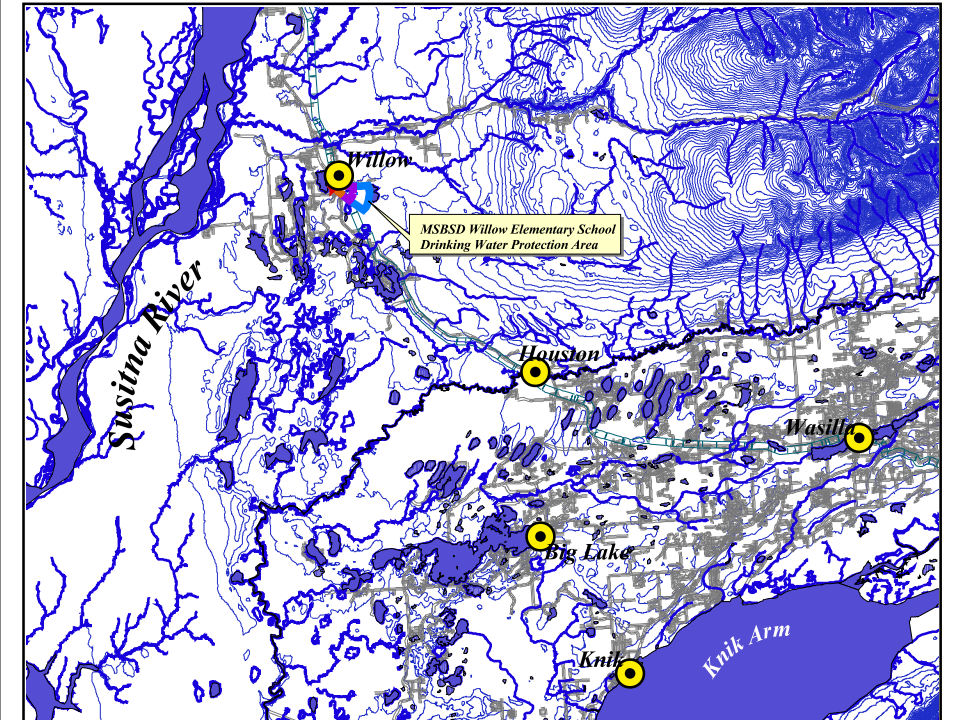 Willow
MSBSD Willow Elementary School
Drinking Water Protection Area
Susitna River
Houston
Wasilla
Big Lake
Knik Arm
Knik